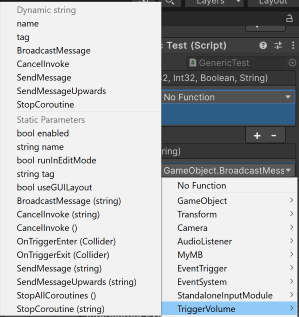 Layers
Layout
Dynamic string
name
tag
BroadcastMessage
CancelInvoke
SendMessage
SendMessageUpwards
StopCoroutine
Static Parameters
bool enabled
string name
bool runInEditMode
string tag
bool useGUILayout
BroadcastMessage (string)
CancelInvoke (string)
CancelInvoke ()
OnTriggerEnter (Collider)
OnTriggerExit (Collider)
SendMessage (string)
SendMessageUpwards (string)
StopAllCoroutines ()
StopCoroutine (string)
Test (Script)
GenericTest
32, Int32, Boolean, String)
No Function
+ −
ring)
GameObject.BroadcastMess
No Function
GameObject
Transform
Camera
AudioListener
MyMB
EventTrigger
EventSystem
StandaloneInputModule
TriggerVolume